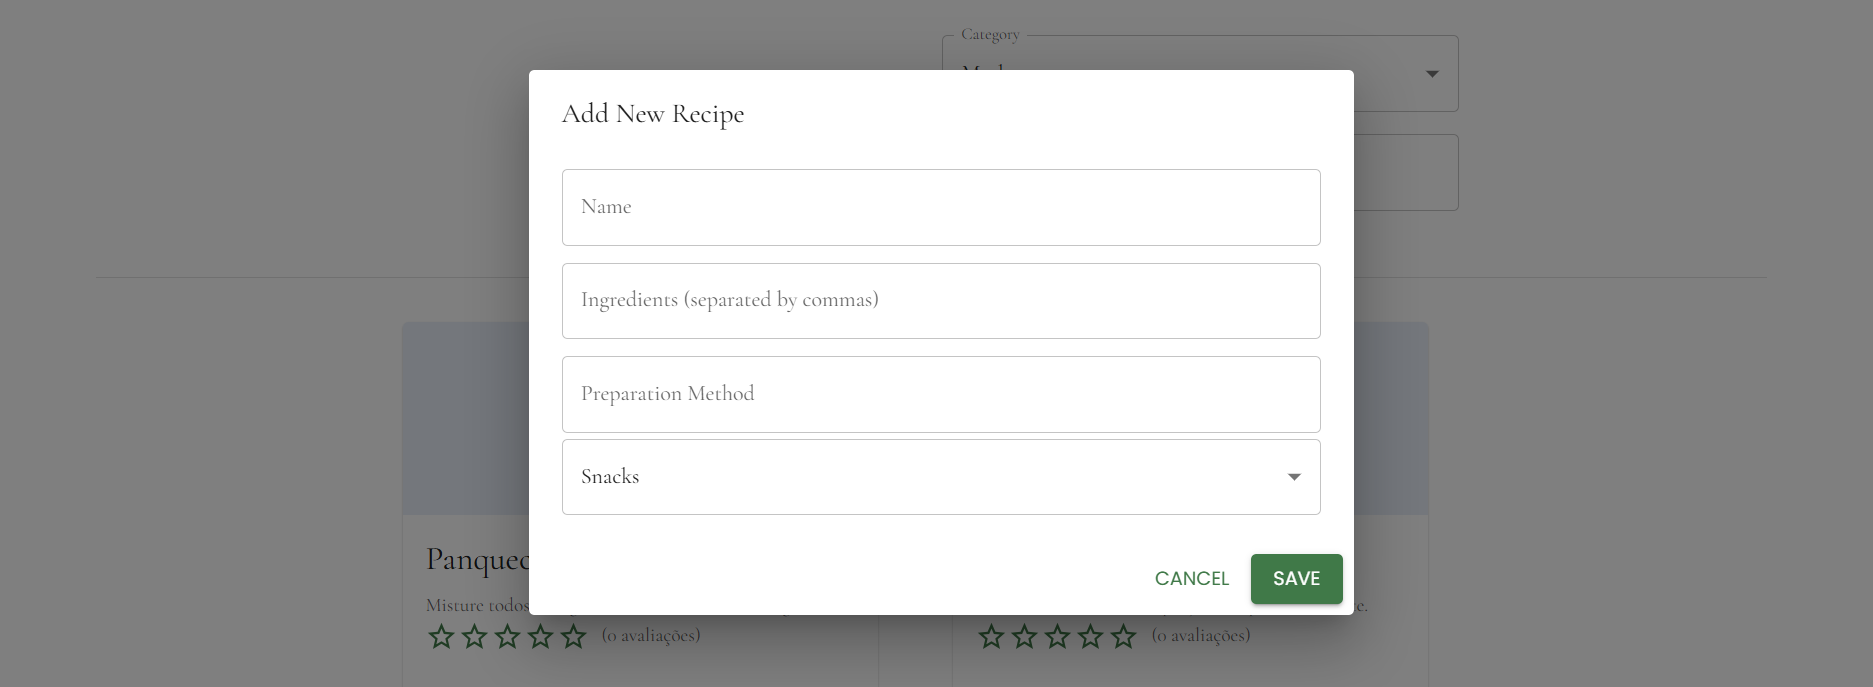 Category
Add New Recipe
Name
Ingredients (separated by commas)
Preparation Method
Snacks
CANCEL
SAVE
Misture todos
(0 avaliações)
(0 avaliações)